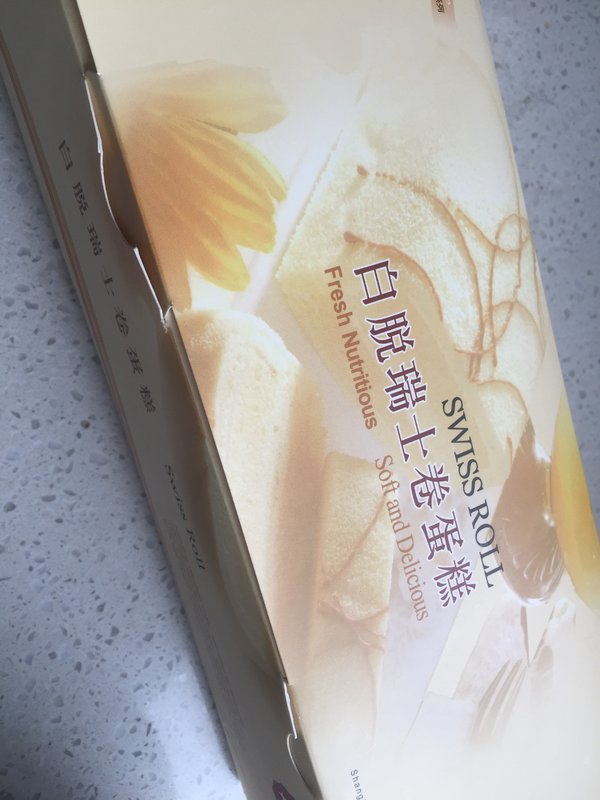 SWISS ROLL
白脱瑞士卷蛋糕
Fresh Nutritious
Soft and Delicious
白脱瑞士卷蛋糕
Swiss Roll